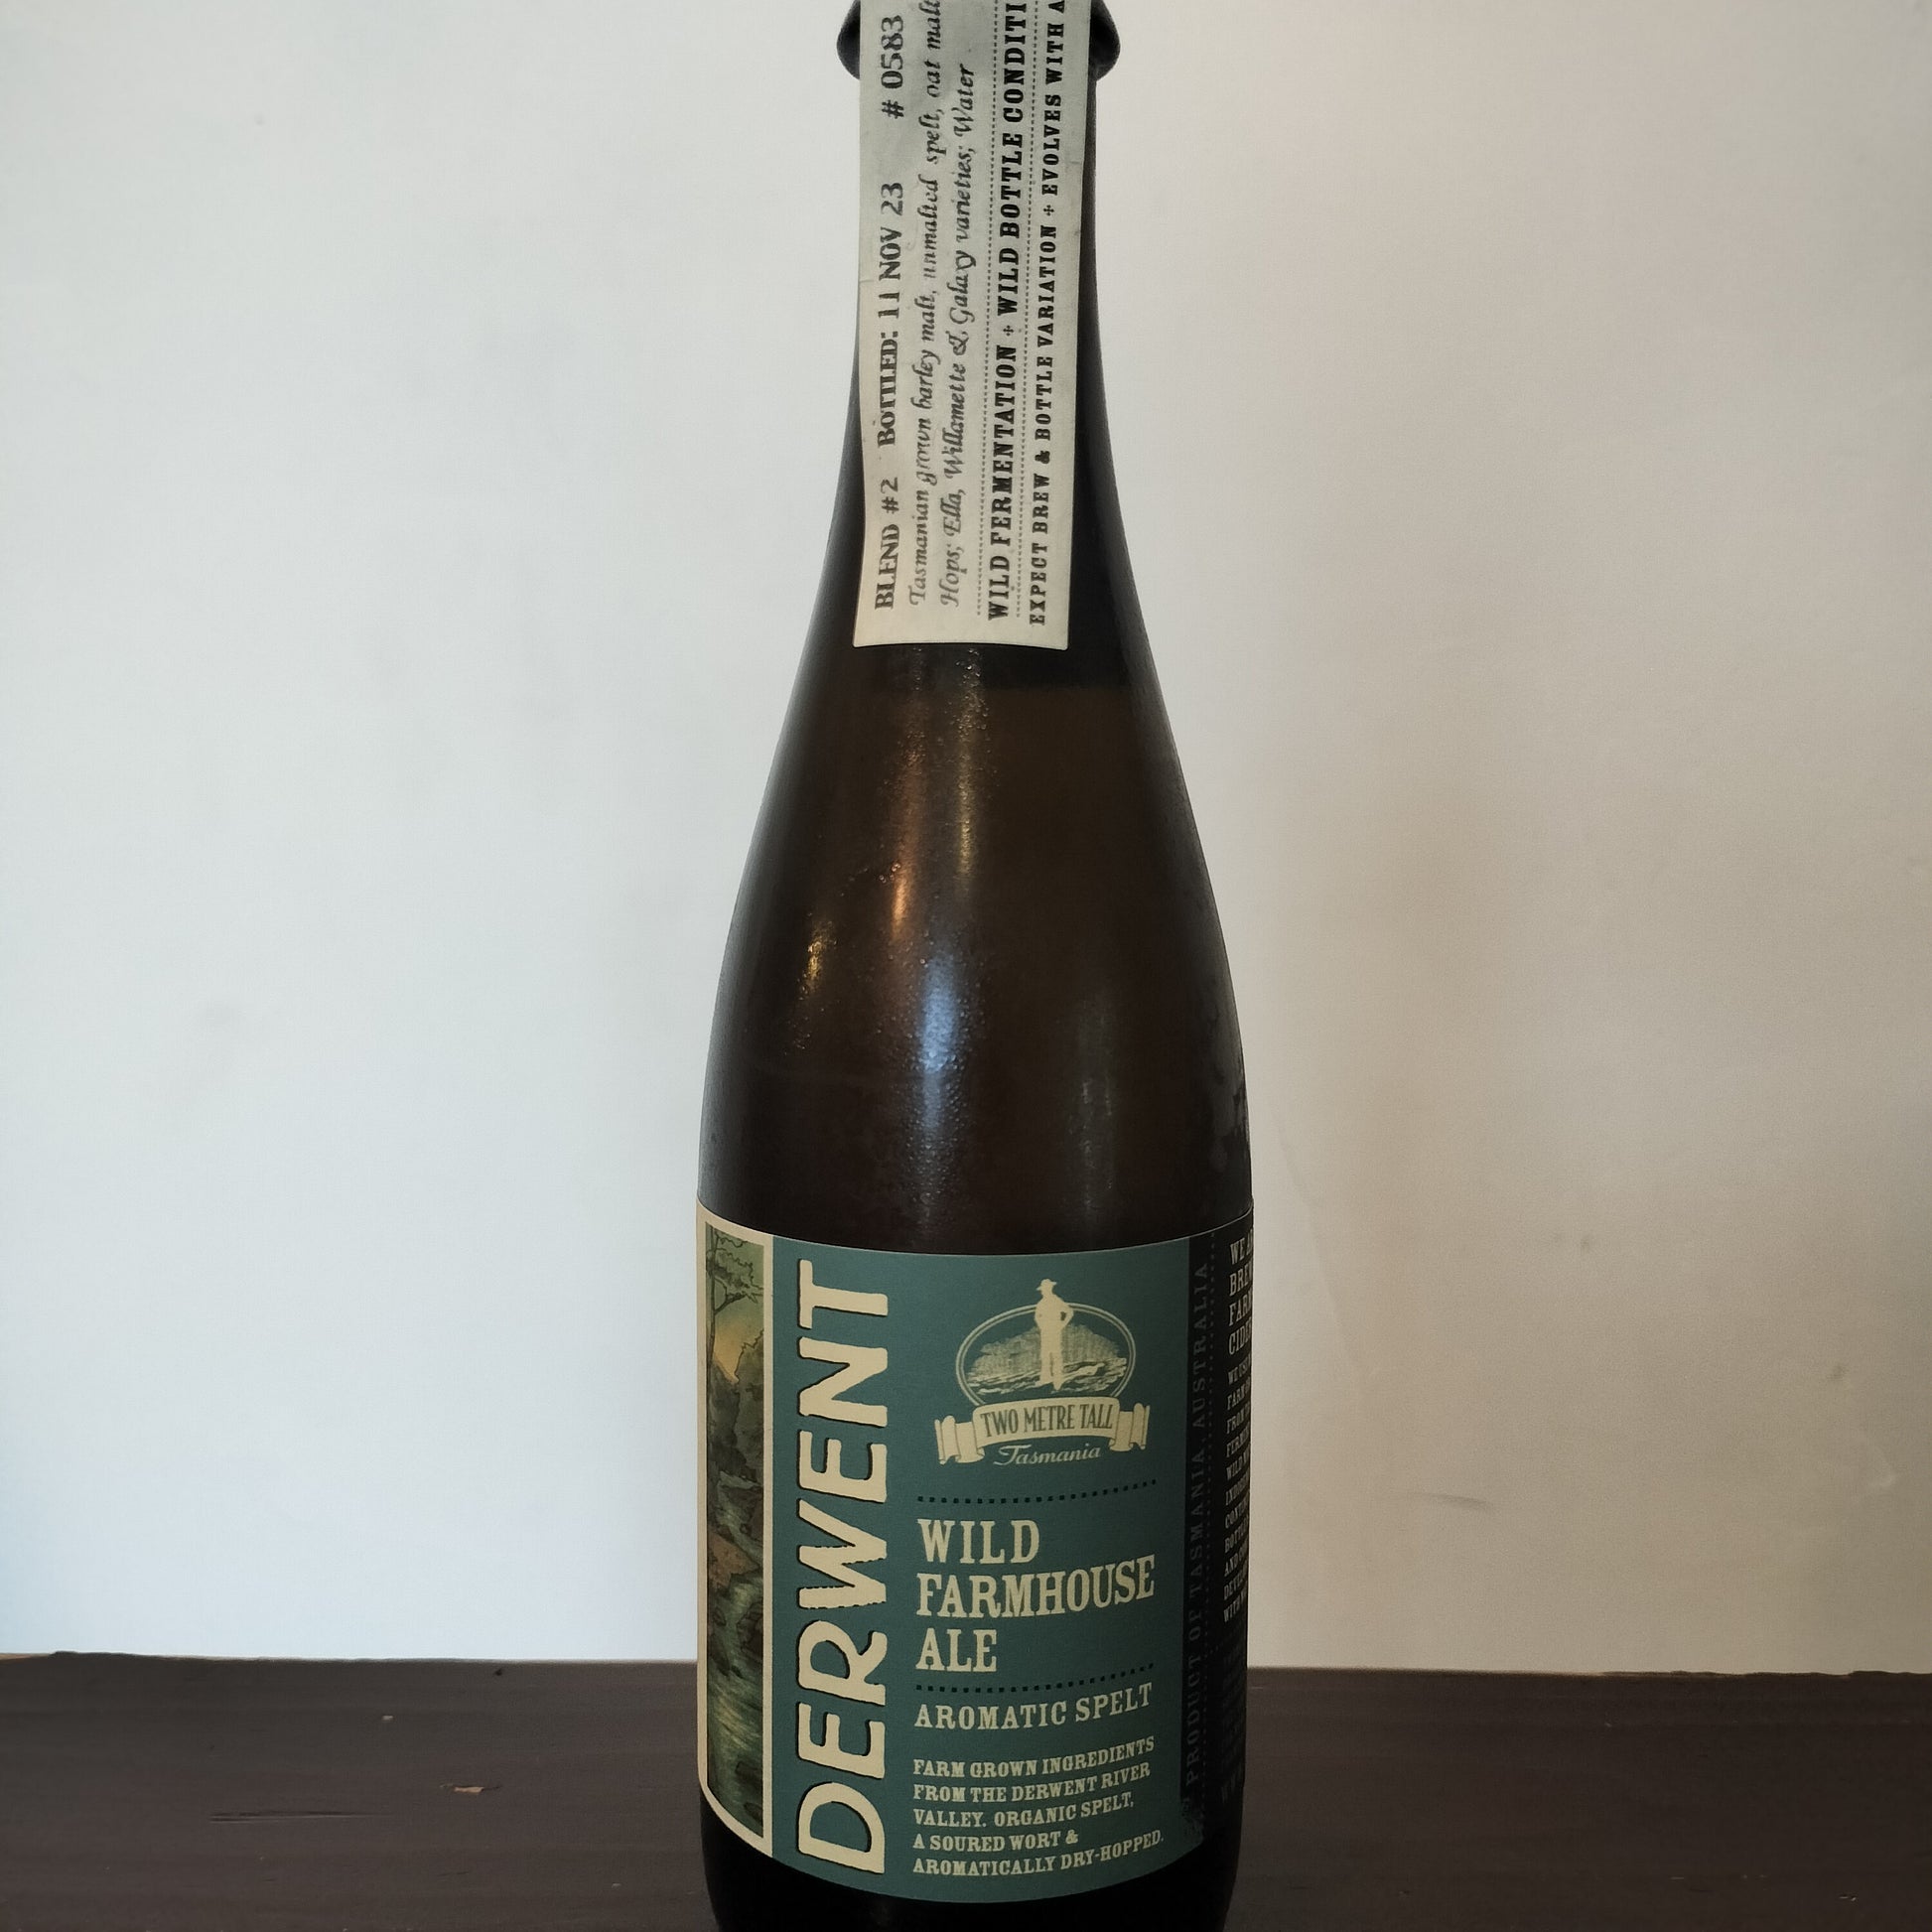 BLEND #2 BOTTLED: 11 NOV 23 # 0583
Tasmanian grown barley malt, unmalted spelt, oat malt
Hops; Ella, Willamette & Galaxy varieties; Water
WILD FERMENTATION + WILD BOTTLE CONDITI
EXPECT BREW & BOTTLE VARIATION + EVOLVES WITH A
DERWENT
TWO METRE TALL
Tasmania
WILD
FARMHOUSE
ALE
AROMATIC SPELT
FARM GROWN INGREDIENTS
FROM THE DERWENT RIVER
VALLEY. ORGANIC SPELT,
A SOURED WORT &
AROMATICALLY DRY-HOPPED.
PRODUCT OF TASMANIA, AUSTRALIA